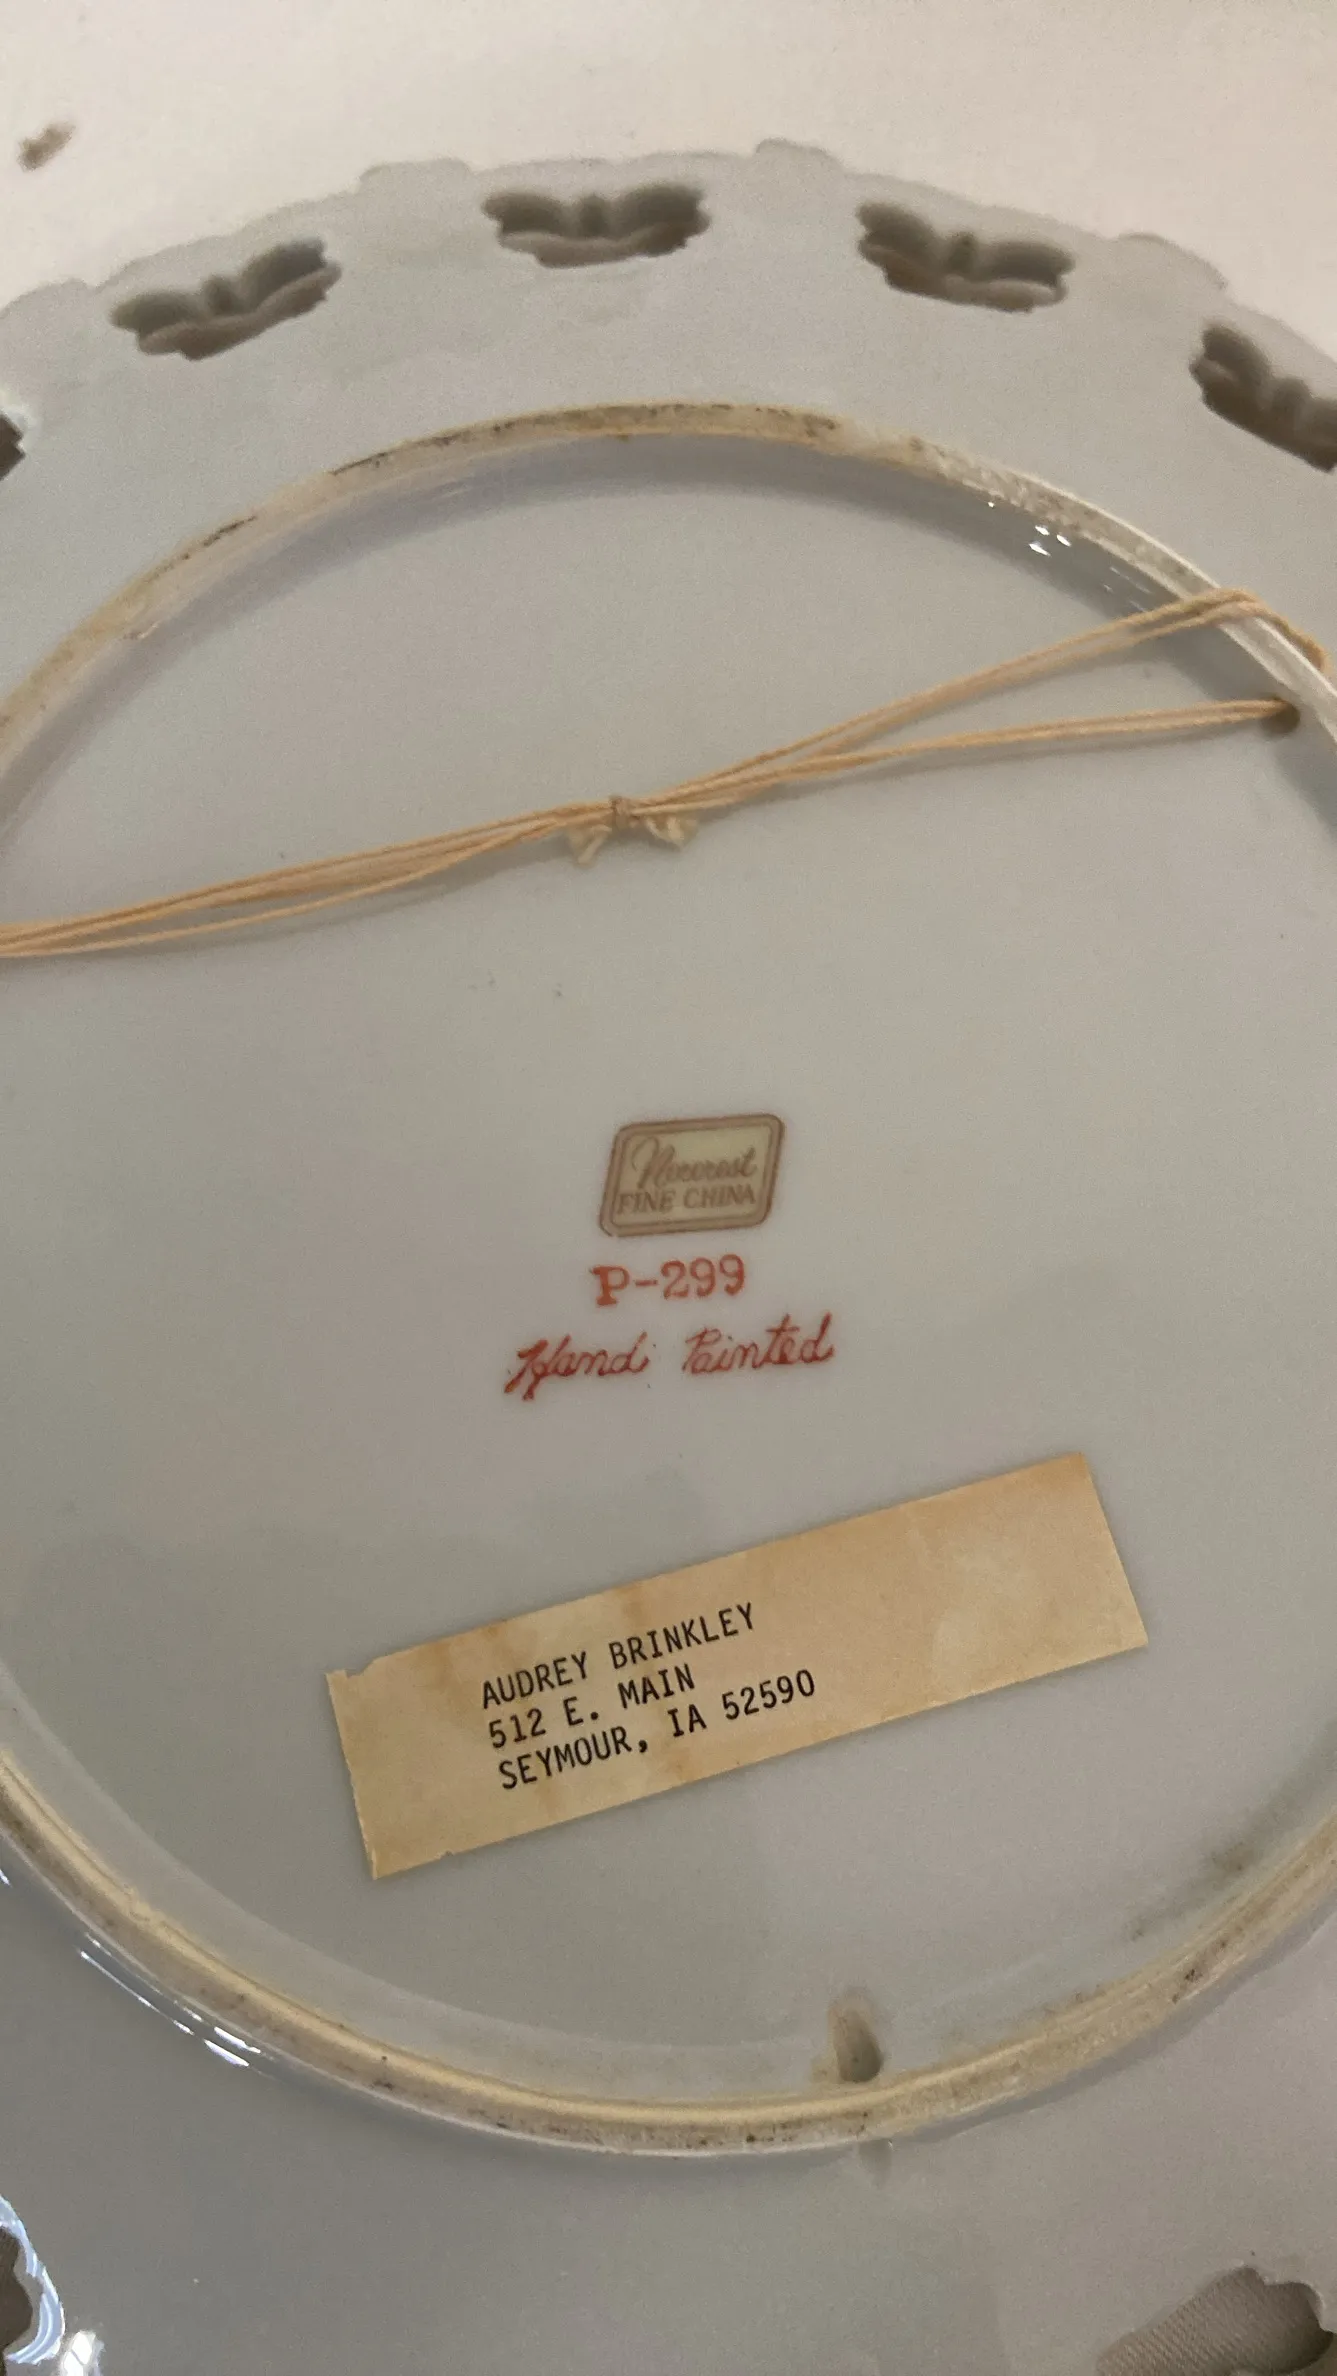 Norcrest
FINE CHINA
P-299
Hand Painted
AUDREY BRINKLEY
512 E. MAIN
SEYMOUR, IA 52590